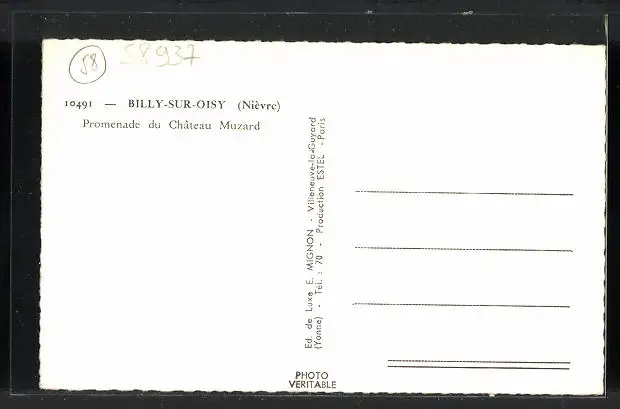 58
58937
10491 — BILLY-SUR-OISY (Nièvre)
Promenade du Château Muzard
Ed. de Luxe E. MIGNON - Villeneuve-la-Guyard
(Yonne) - Tél. : 70 - Production ESTEL - Paris
PHOTO
VERITABLE